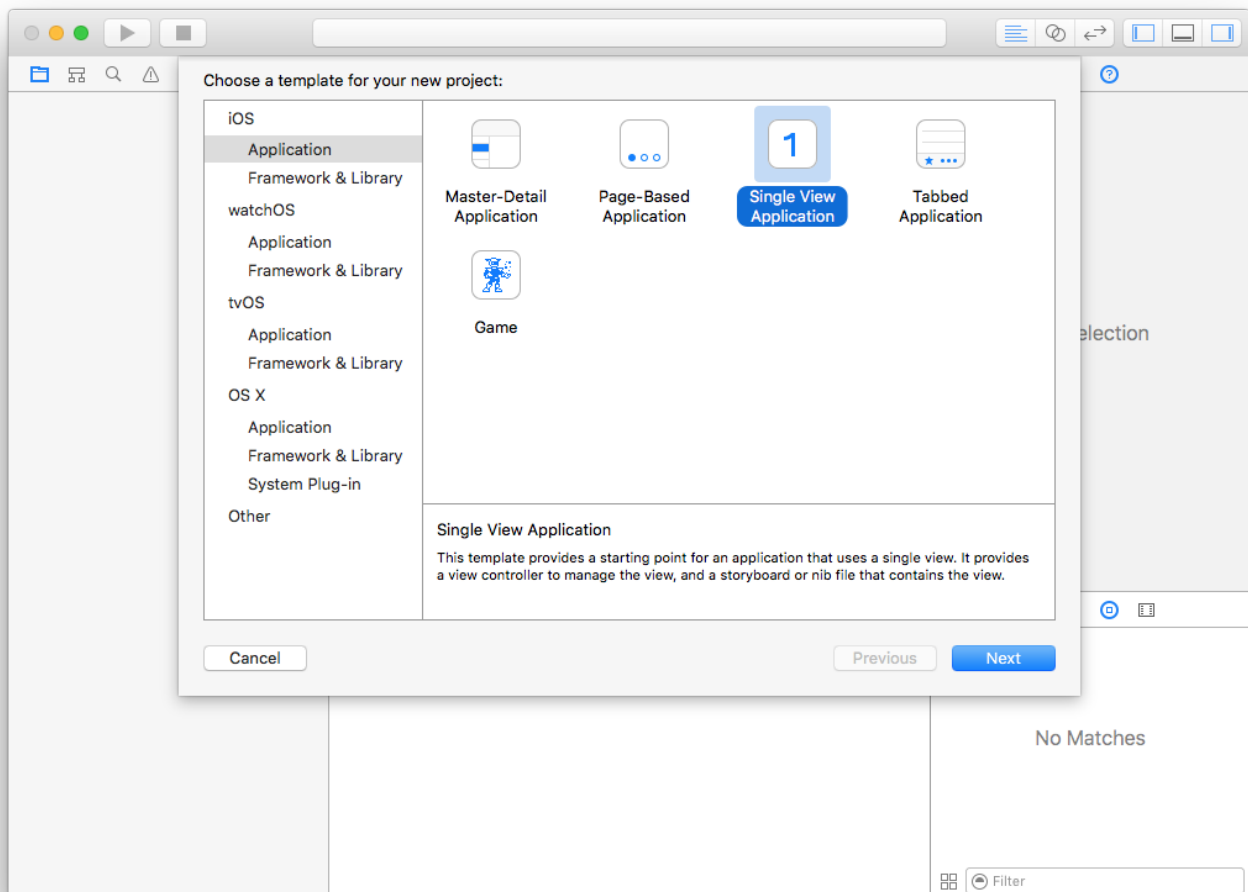 Choose a template for your new project:
iOS
Application
Framework & Library
watchOS
Application
Framework & Library
tvOS
Application
Framework & Library
OS X
Application
Framework & Library
System Plug-in
Other
Master-Detail
Application
Page-Based
Application
1
Single View
Application
Tabbed
Application
Game
Single View Application
This template provides a starting point for an application that uses a single view. It provides
a view controller to manage the view, and a storyboard or nib file that contains the view.
Cancel
Previous
Next
election
No Matches
Filter